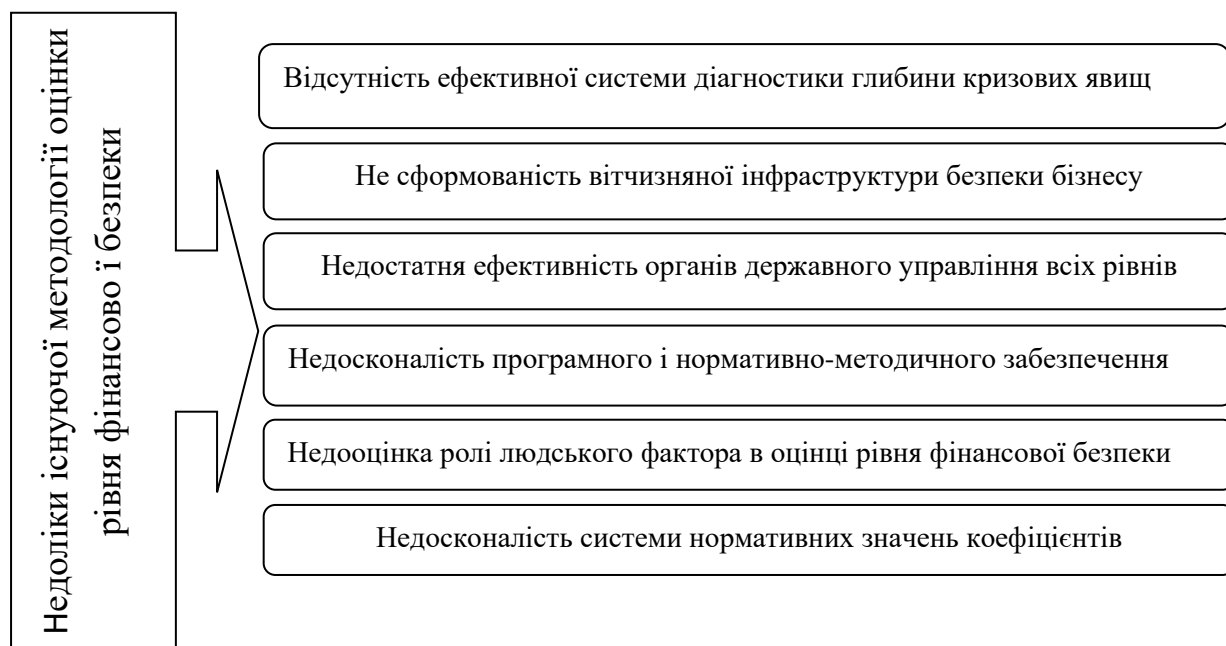 Недоліки існуючої методології оцінки
рівня фінансово ї безпеки
Відсутність ефективної системи діагностики глибини кризових явищ
Не сформованість вітчизняної інфраструктури безпеки бізнесу
Недостатня ефективність органів державного управління всіх рівнів
Недосконалість програмного і нормативно-методичного забезпечення
Недооцінка ролі людського фактора в оцінці рівня фінансової безпеки
Недосконалість системи нормативних значень коефіцієнтів